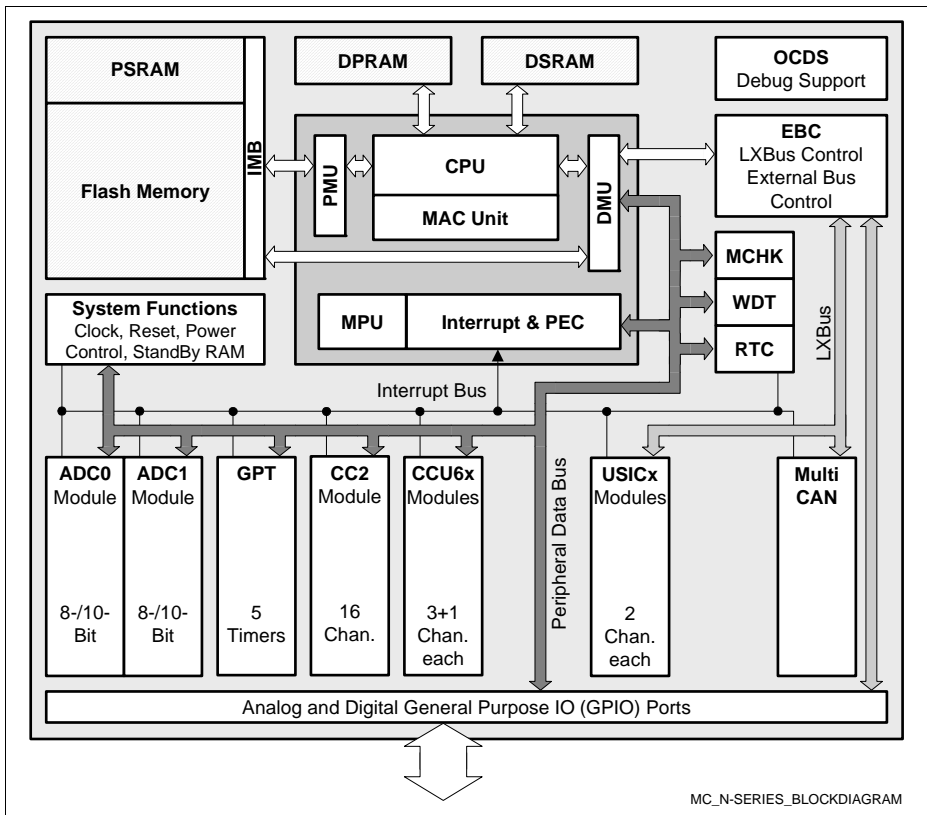 PSRAM
Flash Memory
IMB
DPRAM
DSRAM
OCDS
Debug Support
PMU
CPU
MAC Unit
DMU
EBC
LXBus Control
External Bus
Control
MCHK
WDT
RTC
LXBus
System Functions
Clock, Reset, Power
Control, StandBy RAM
MPU
Interrupt & PEC
Interrupt Bus
ADC0
Module
8-/10-
Bit
ADC1
Module
8-/10-
Bit
GPT
5
Timers
CC2
Module
16
Chan.
CCU6x
Modules
3+1
Chan.
each
Peripheral Data Bus
USICx
Modules
2
Chan.
each
Multi
CAN
Analog and Digital General Purpose IO (GPIO) Ports
MC_N-SERIES_BLOCKDIAGRAM